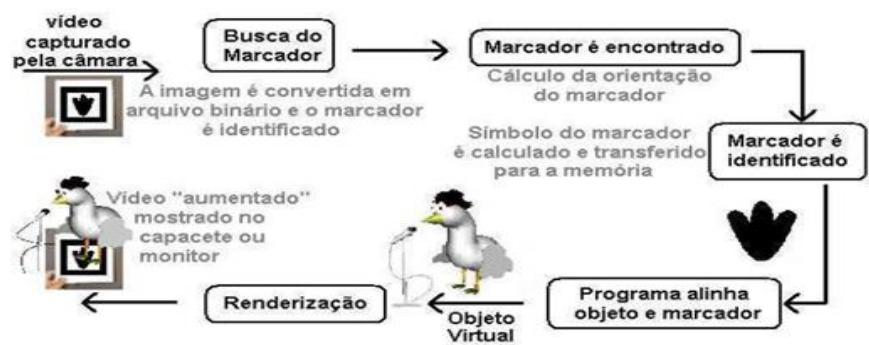 vídeo
capturado
pela câmara
Busca do
Marcador
A imagem é convertida em
arquivo binário e o marcador
é identificado
Marcador é encontrado
Cálculo da orientação
do marcador
Símbolo do marcador
é calculado e transferido
para a memória
Marcador é
identificado
Programa alinha
objeto e marcador
Objeto
Virtual
Renderização
Vídeo "aumentado"
mostrado no
capacete ou
monitor